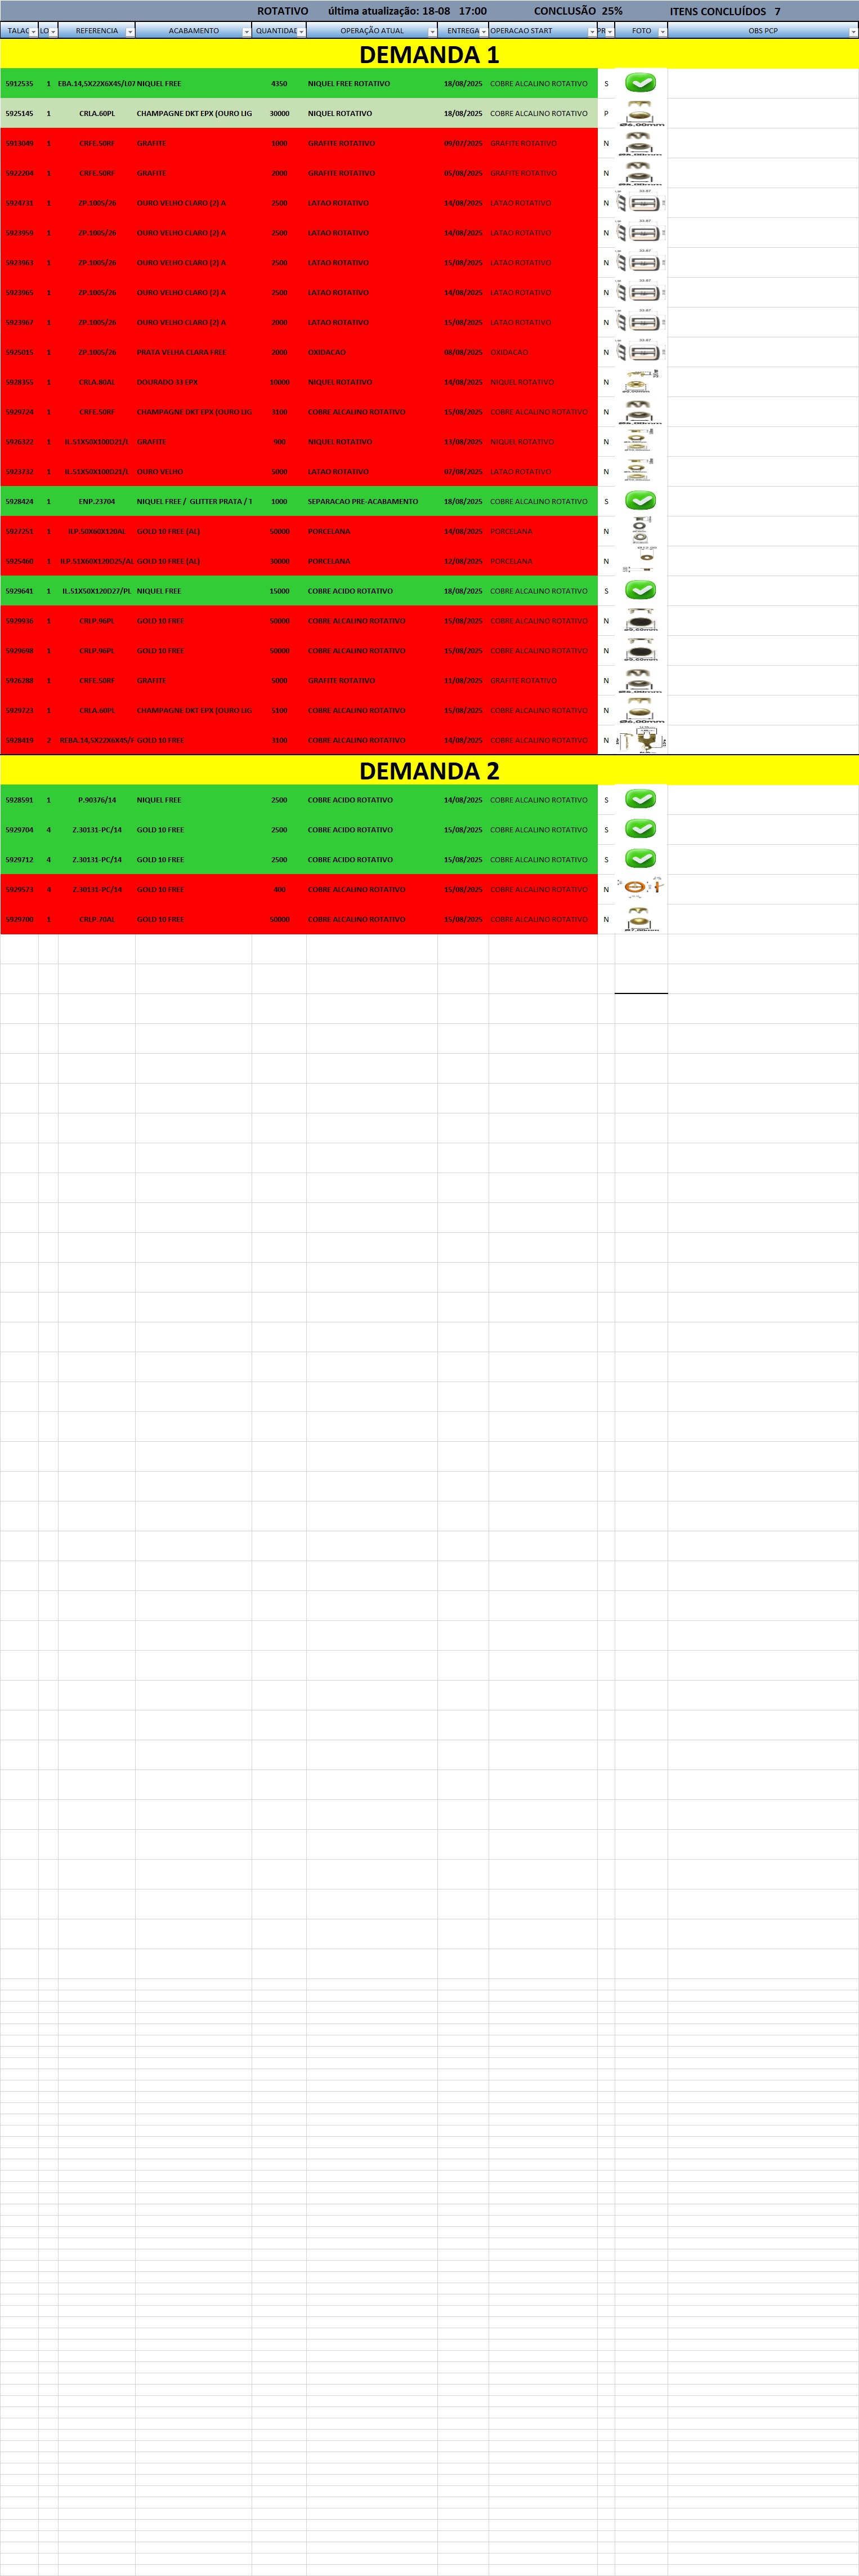 ROTATIVO última atualização: 18-08 17:00 CONCLUSÃO 25% ITENS CONCLUÍDOS 7
TALAC LO REFERENCIA ACABAMENTO QUANTIDAE OPERAÇÃO ATUAL ENTREGA OPERACAO START PR FOTO OBS PCP
DEMANDA 1
5912535 1 EBA.14,5X22X6X45/L07 NIQUEL FREE 4350 NIQUEL FREE ROTATIVO 18/08/2025 COBRE ALCALINO ROTATIVO S
5925145 1 CRLA.60PL CHAMPAGNE DKT EPX (OURO LIG 30000 NIQUEL ROTATIVO 18/08/2025 COBRE ALCALINO ROTATIVO P
5913049 1 CRFE.50RF GRAFITE 1000 GRAFITE ROTATIVO 09/07/2025 GRAFITE ROTATIVO N
5922204 1 CRFE.50RF GRAFITE 2000 GRAFITE ROTATIVO 05/08/2025 GRAFITE ROTATIVO N
5924731 1 ZP.1005/26 OURO VELHO CLARO (2) A 2500 LATAO ROTATIVO 14/08/2025 LATAO ROTATIVO N
5923959 1 ZP.1005/26 OURO VELHO CLARO (2) A 2500 LATAO ROTATIVO 14/08/2025 LATAO ROTATIVO N
5923963 1 ZP.1005/26 OURO VELHO CLARO (2) A 2500 LATAO ROTATIVO 15/08/2025 LATAO ROTATIVO N
5923965 1 ZP.1005/26 OURO VELHO CLARO (2) A 2500 LATAO ROTATIVO 14/08/2025 LATAO ROTATIVO N
5923967 1 ZP.1005/26 OURO VELHO CLARO (2) A 2000 LATAO ROTATIVO 15/08/2025 LATAO ROTATIVO N
5925015 1 ZP.1005/26 PRATA VELHA CLARA FREE 2000 OXIDACAO 08/08/2025 OXIDACAO N
5928355 1 CRLA.80AL DOURADO 33 EPX 10000 NIQUEL ROTATIVO 14/08/2025 NIQUEL ROTATIVO N
5929724 1 CRFE.50RF CHAMPAGNE DKT EPX (OURO LIG 3100 COBRE ALCALINO ROTATIVO 15/08/2025 COBRE ALCALINO ROTATIVO N
5926322 1 IL.51X50X100D21/L GRAFITE 900 NIQUEL ROTATIVO 13/08/2025 NIQUEL ROTATIVO N
5923732 1 IL.51X50X100D21/L OURO VELHO 5000 LATAO ROTATIVO 07/08/2025 LATAO ROTATIVO N
5928424 1 ENP.23704 NIQUEL FREE / GLITTER PRATA / T 1000 SEPARACAO PRE-ACABAMENTO 18/08/2025 COBRE ALCALINO ROTATIVO S
5927251 1 ILP.50X60X120AL GOLD 10 FREE (AL) 50000 PORCELANA 14/08/2025 PORCELANA N
5925460 1 ILP.51X60X120D25/AL GOLD 10 FREE (AL) 30000 PORCELANA 12/08/2025 PORCELANA N
5929641 1 IL.51X50X120D27/PL NIQUEL FREE 15000 COBRE ACIDO ROTATIVO 18/08/2025 COBRE ALCALINO ROTATIVO S
5929936 1 CRLP.96PL GOLD 10 FREE 50000 COBRE ALCALINO ROTATIVO 15/08/2025 COBRE ALCALINO ROTATIVO N
5929698 1 CRLP.96PL GOLD 10 FREE 50000 COBRE ALCALINO ROTATIVO 15/08/2025 COBRE ALCALINO ROTATIVO N
5926288 1 CRFE.50RF GRAFITE 5000 GRAFITE ROTATIVO 11/08/2025 GRAFITE ROTATIVO N
5929723 1 CRLA.60PL CHAMPAGNE DKT EPX (OURO LIG 5100 COBRE ALCALINO ROTATIVO 15/08/2025 COBRE ALCALINO ROTATIVO N
5928419 2 REBA.14,5X22X6X45/F GOLD 10 FREE 3100 COBRE ALCALINO ROTATIVO 14/08/2025 COBRE ALCALINO ROTATIVO N
DEMANDA 2
5928591 1 P.90376/14 NIQUEL FREE 2500 COBRE ACIDO ROTATIVO 14/08/2025 COBRE ALCALINO ROTATIVO S
5929704 4 Z.30131-PC/14 GOLD 10 FREE 2500 COBRE ACIDO ROTATIVO 15/08/2025 COBRE ALCALINO ROTATIVO S
5929712 4 Z.30131-PC/14 GOLD 10 FREE 2500 COBRE ACIDO ROTATIVO 15/08/2025 COBRE ALCALINO ROTATIVO S
5929573 4 Z.30131-PC/14 GOLD 10 FREE 400 COBRE ALCALINO ROTATIVO 15/08/2025 COBRE ALCALINO ROTATIVO N
5929700 1 CRLP.70AL GOLD 10 FREE 50000 COBRE ALCALINO ROTATIVO 15/08/2025 COBRE ALCALINO ROTATIVO N